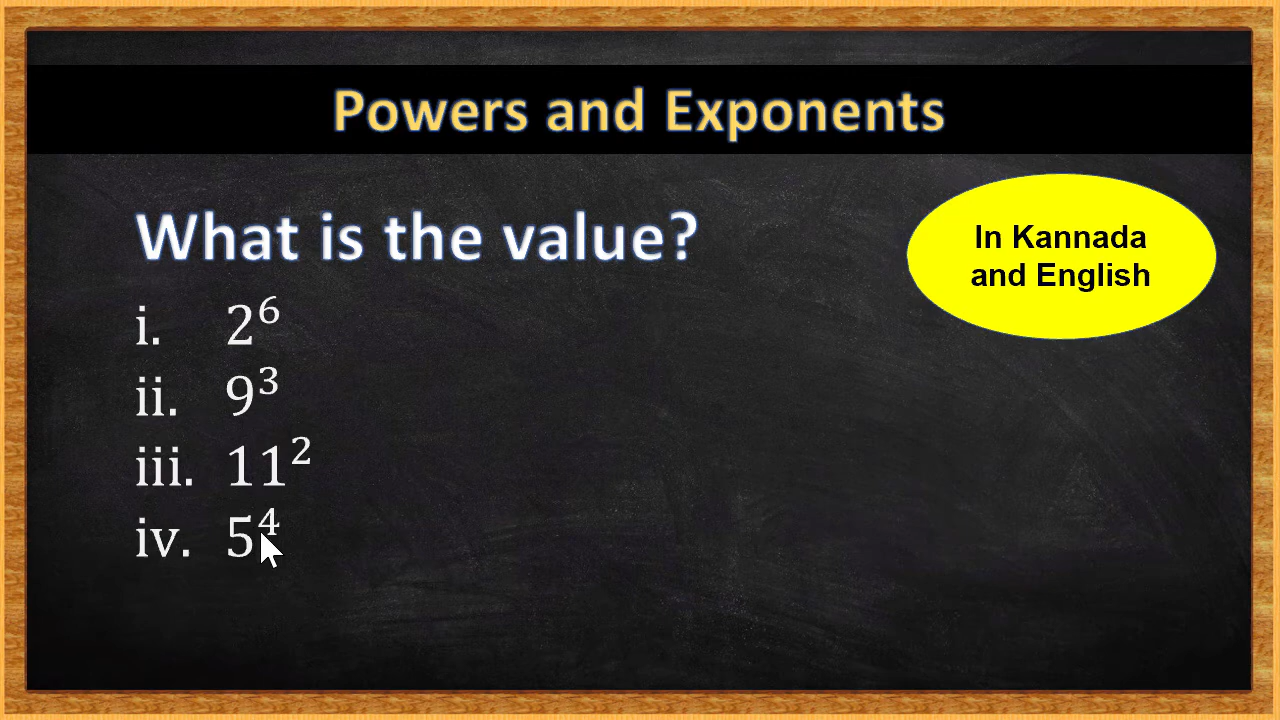 Powers and Exponents
What is the value?
In Kannada
and English
i. 2⁶
ii. 9³
iii. 11²
iv. 5⁴